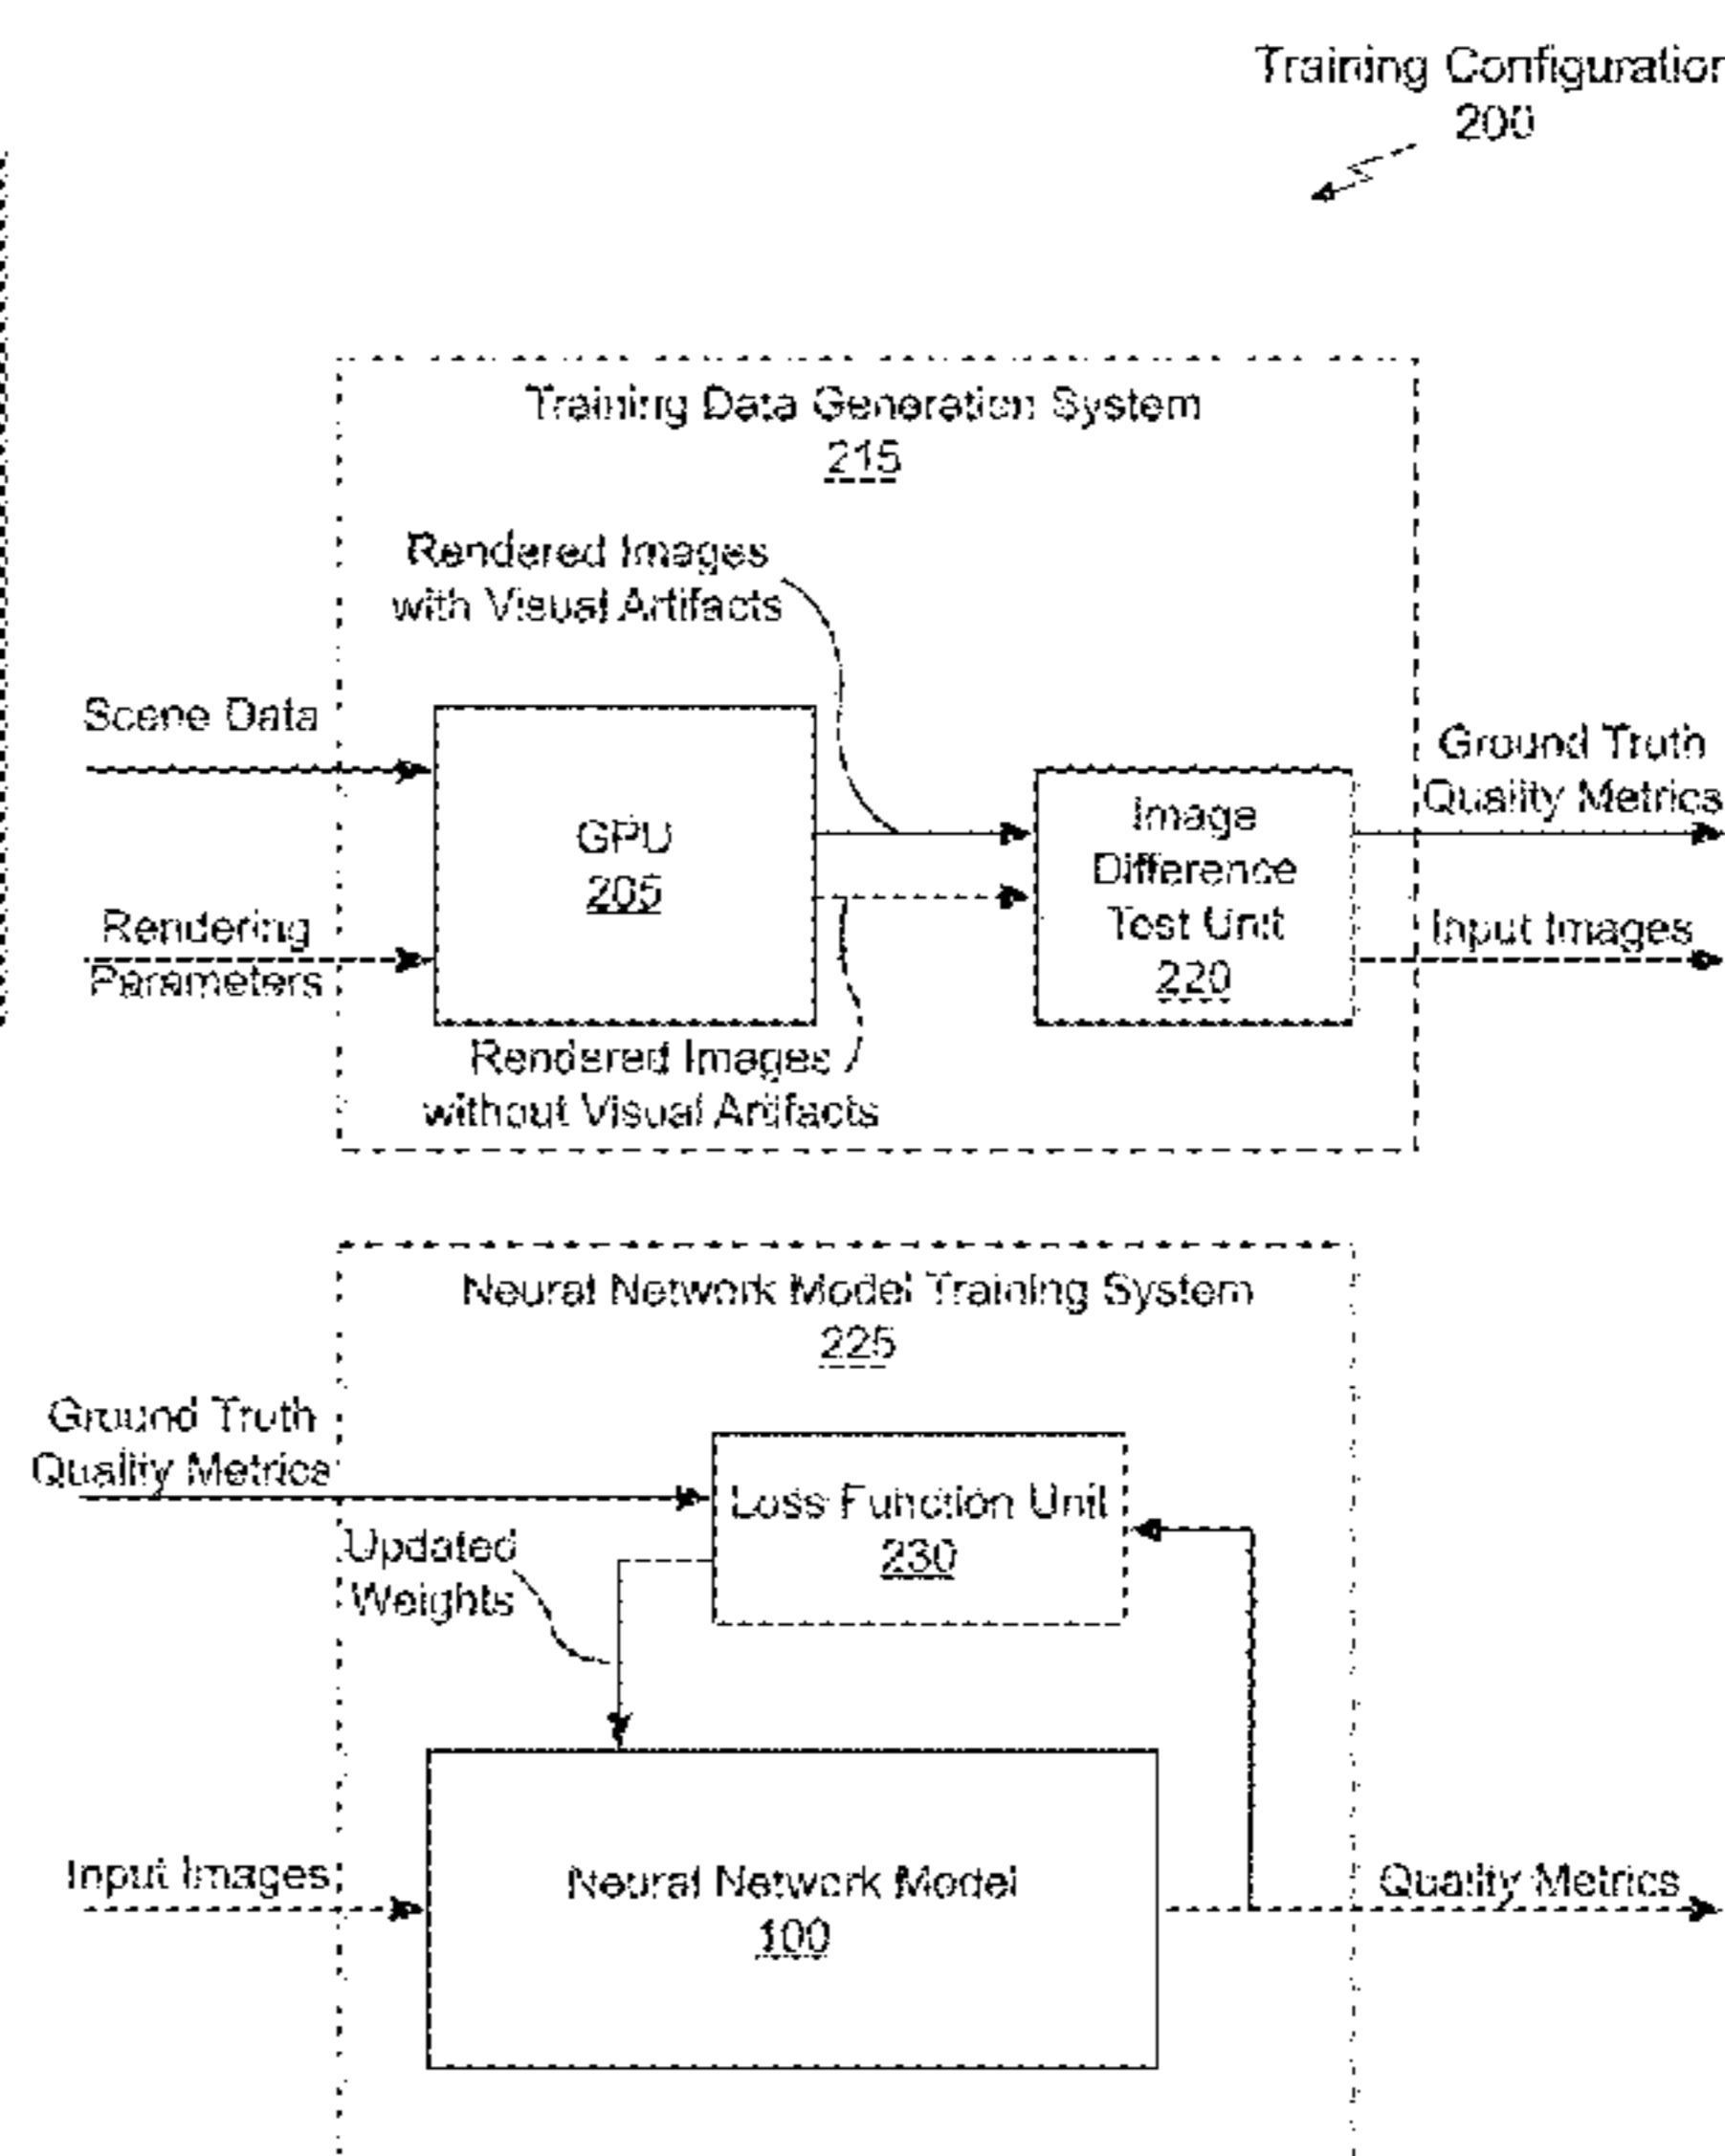 Training Configuration
200
Training Data Generation System
215
Rendered Images
with Visual Artifacts
Scene Data
GPU
205
Rendering
Parameters
Image
Difference
Test Unit
220
Ground Truth
Quality Metrics
Input Images
Rendered Images
without Visual Artifacts
Neural Network Model Training System
225
Ground Truth
Quality Metrics
Loss Function Unit
230
Updated
Weights
Input Images
Neural Network Model
100
Quality Metrics